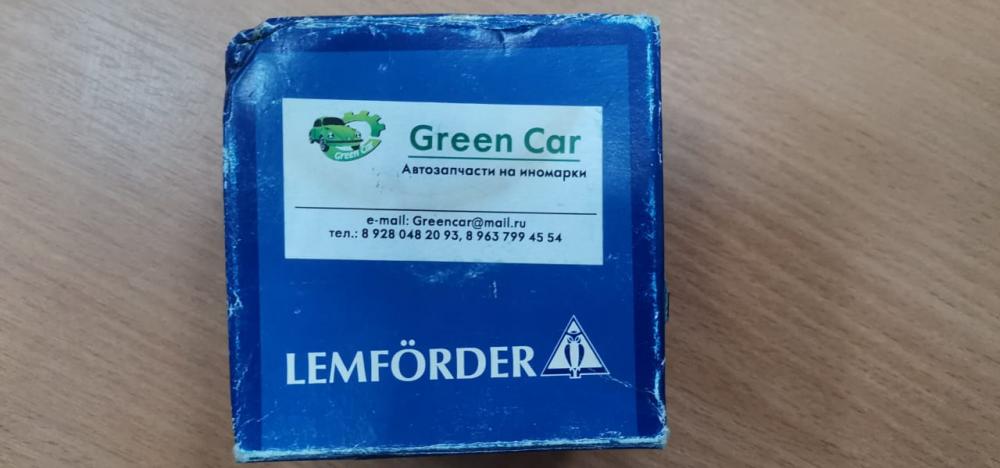 Green Car
Green Car
Автозапчасти на иномарки
e-mail: Greencar@mail.ru
тел.: 8 928 048 20 93, 8 963 799 45 54
LEMFÖRDER